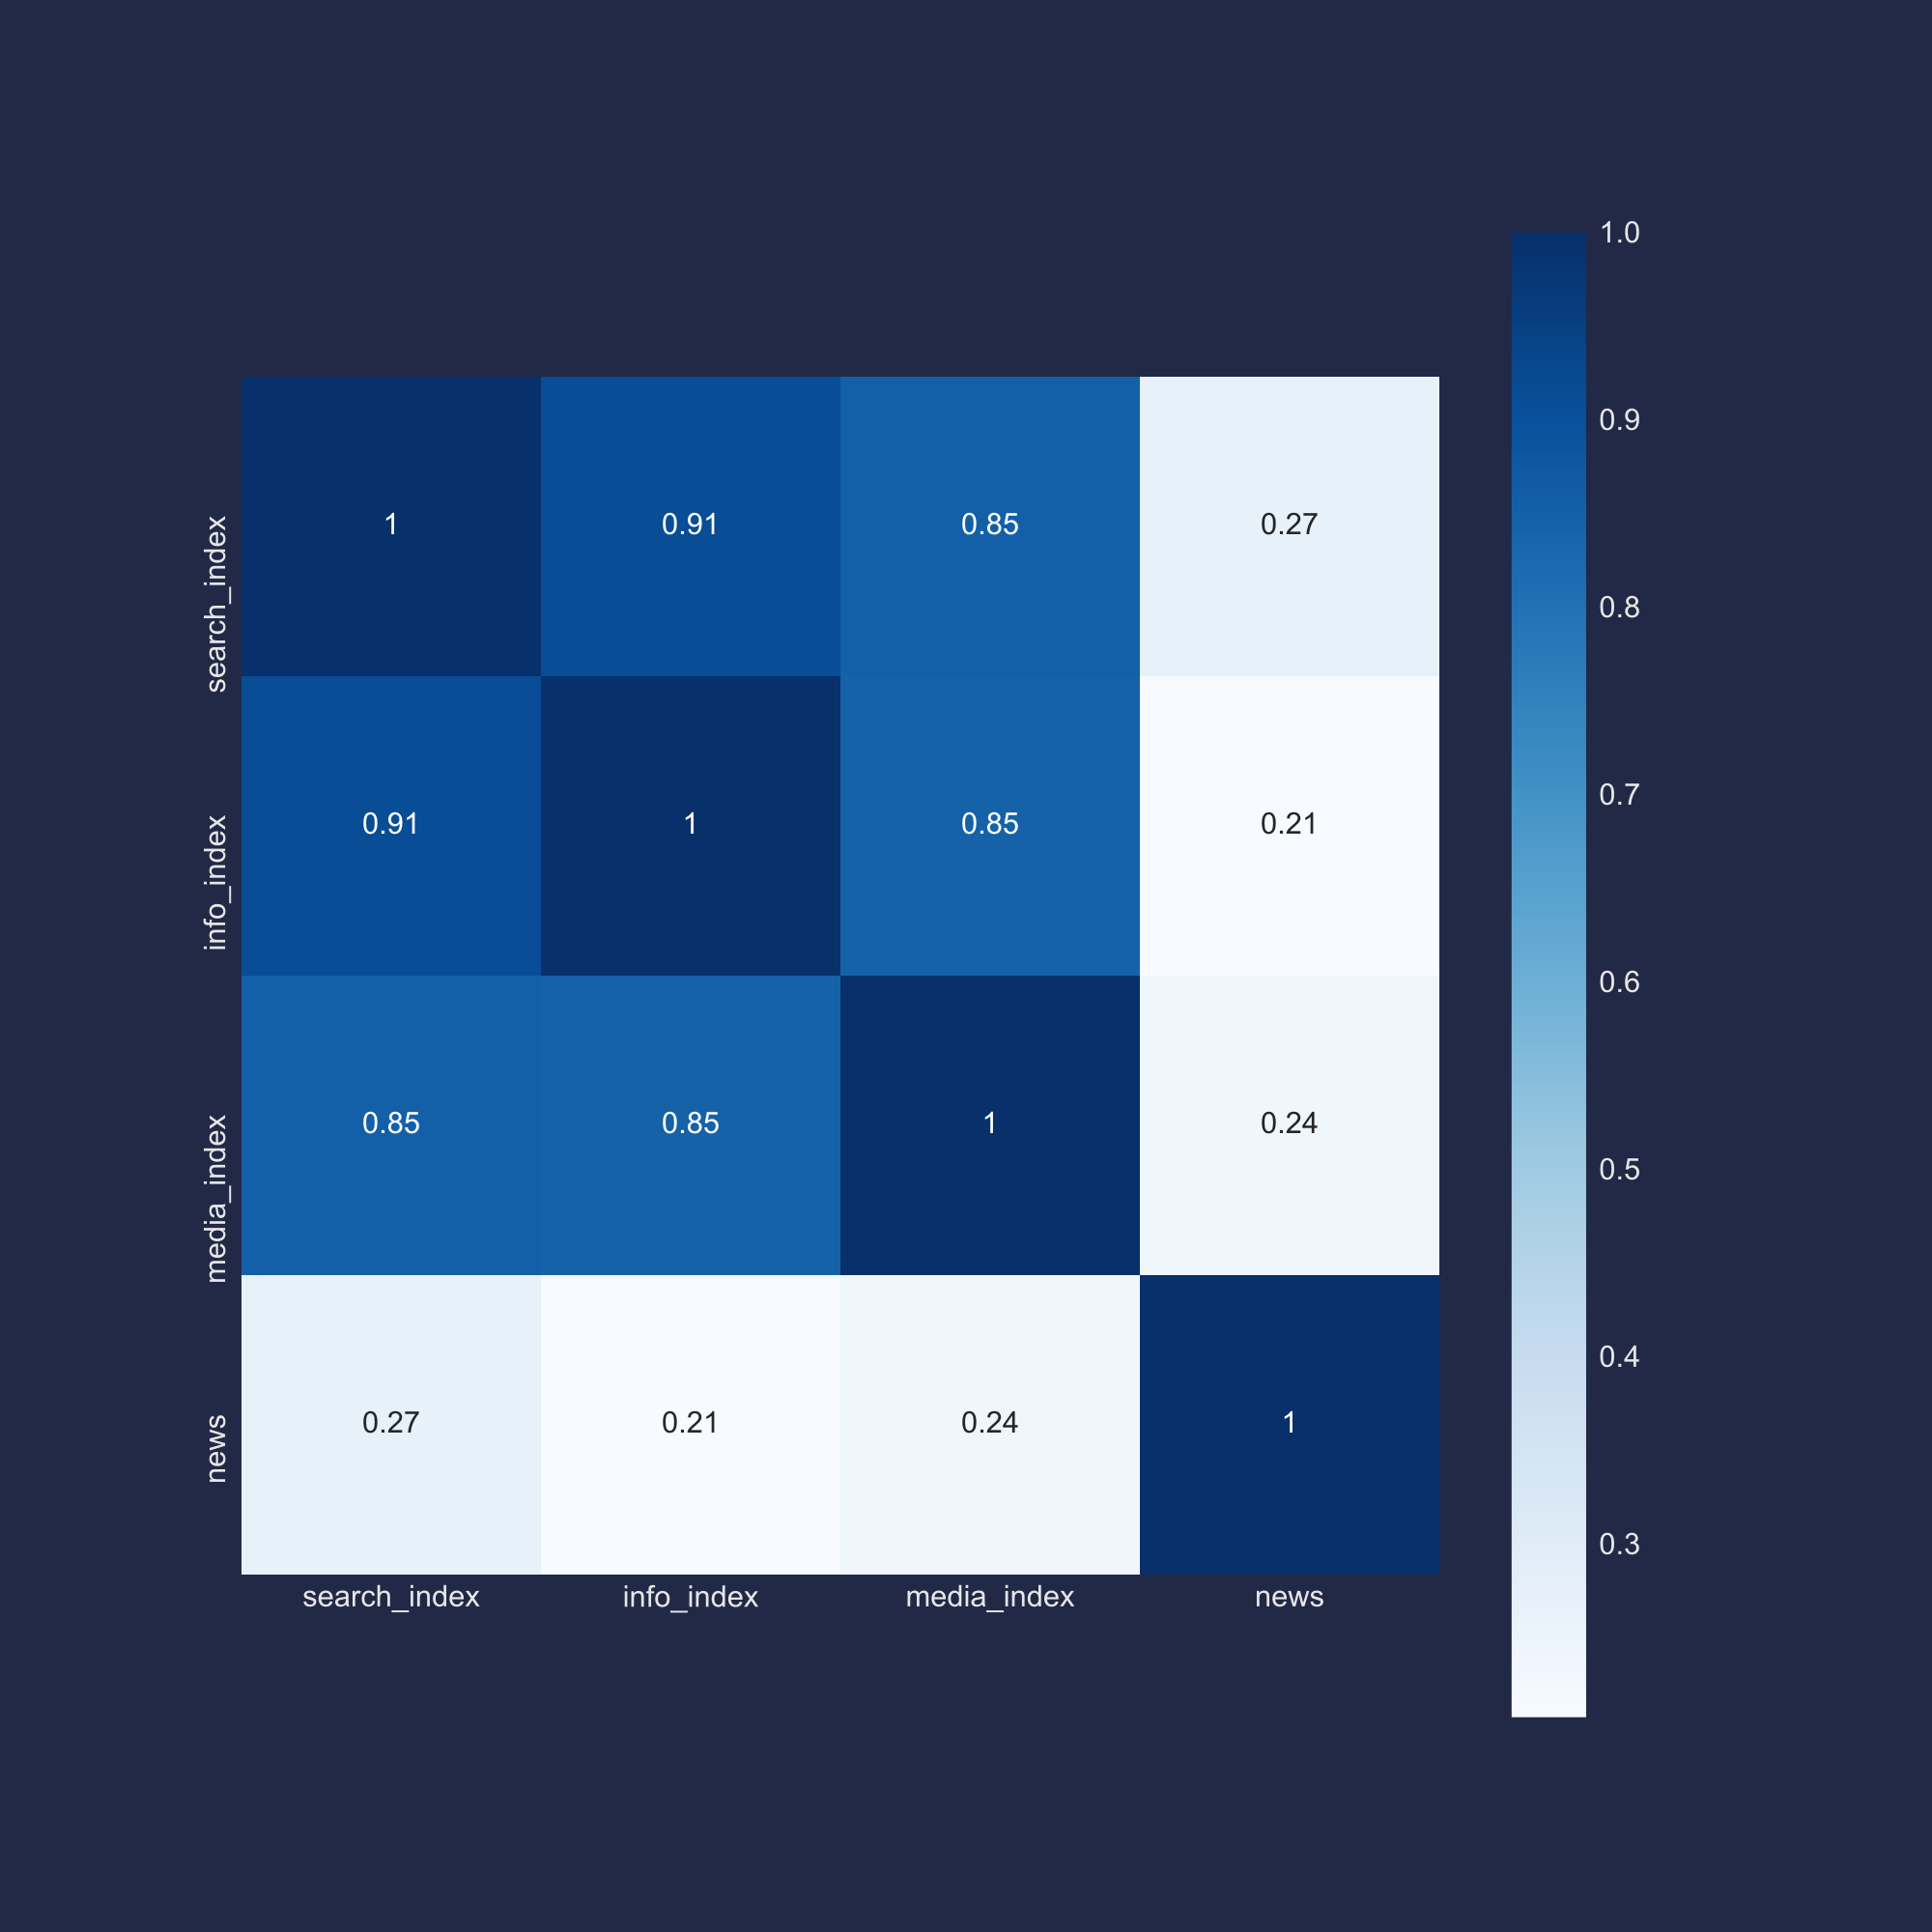 1.0
0.9
0.8
0.7
0.6
0.5
0.4
0.3
search_index 1 0.91 0.85 0.27
info_index 0.91 1 0.85 0.21
media_index 0.85 0.85 1 0.24
news 0.27 0.21 0.24 1
search_index info_index media_index news